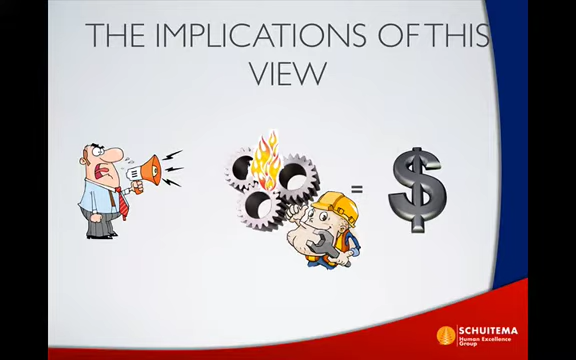 THE IMPLICATIONS OF THIS
VIEW
=
$
SCHUITEMA
Human Excellence
Group